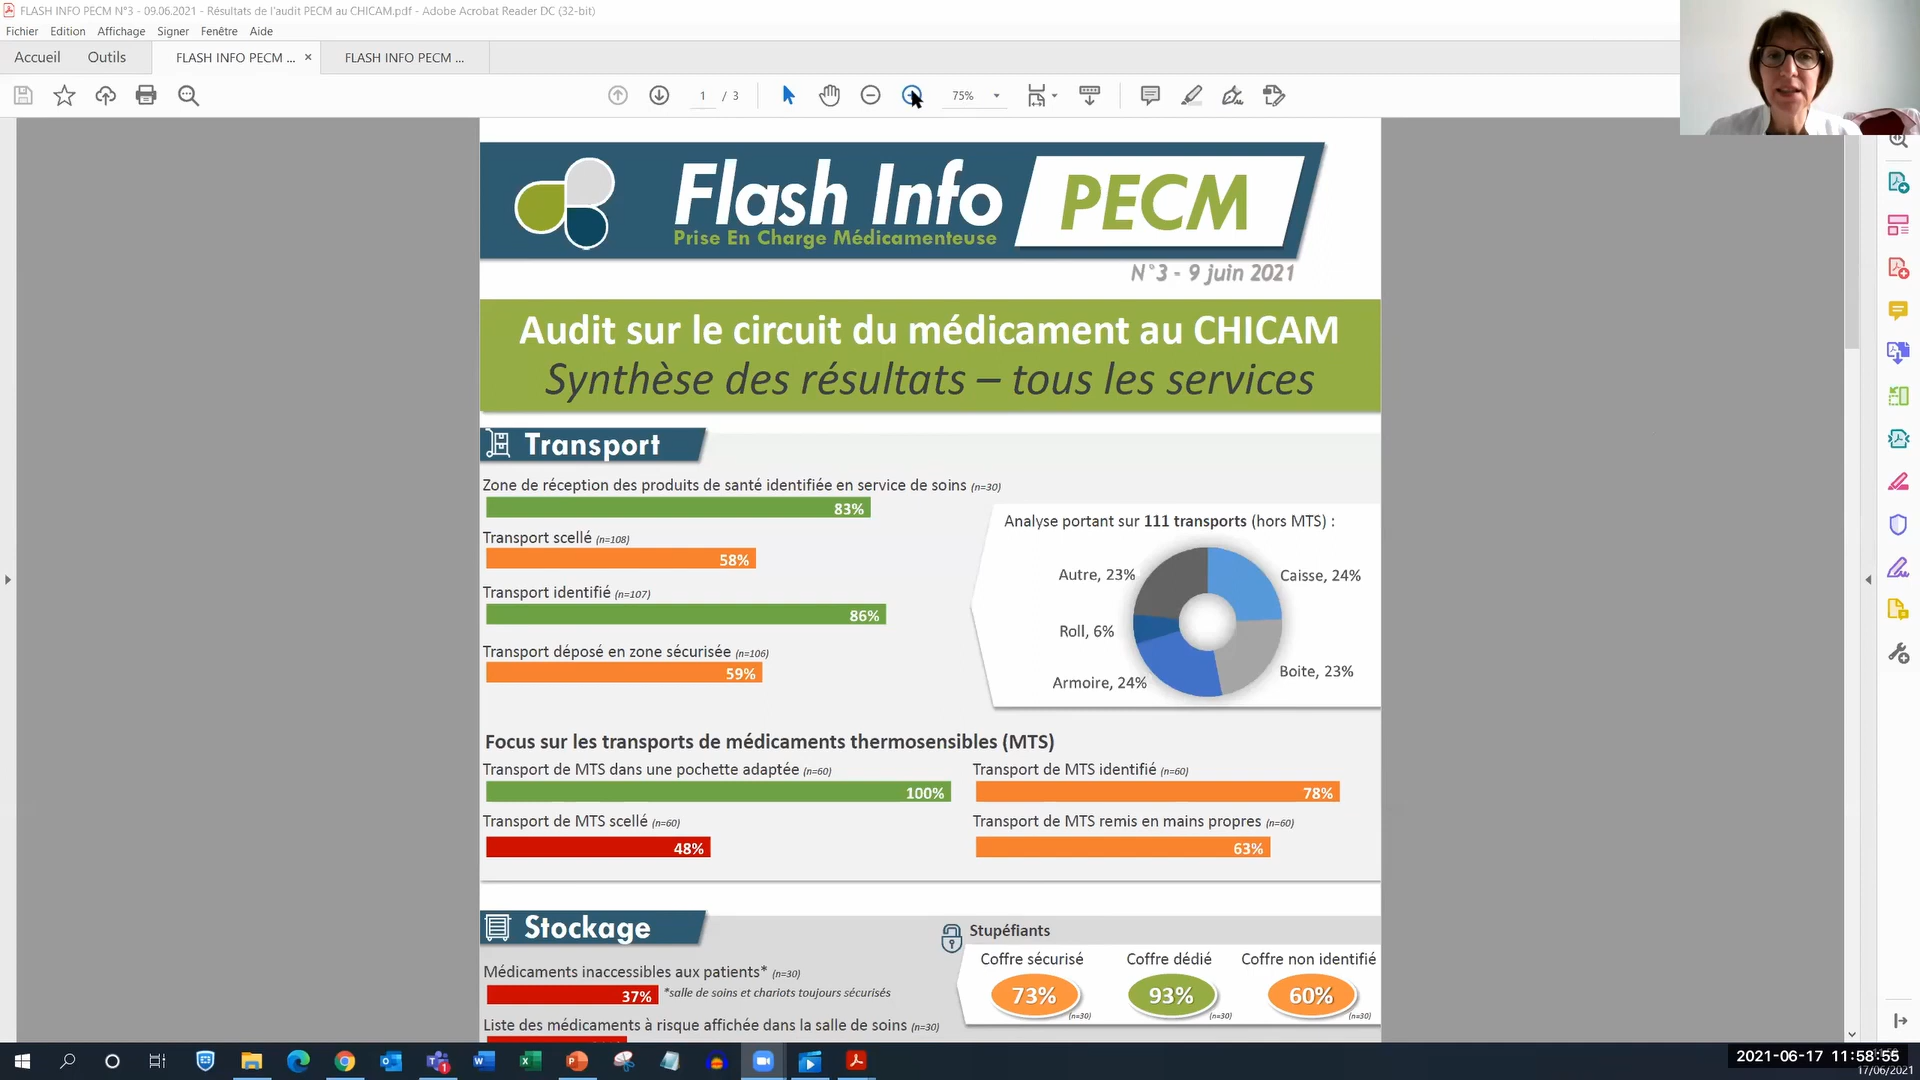 FLASH INFO PECM N°3 - 09.06.2021 - Résultats de l'audit PECM au CHICAM.pdf - Adobe Acrobat Reader DC (32-bit)
Fichier Edition Affichage Signer Fenêtre Aide
Accueil Outils FLASH INFO PECM ... × FLASH INFO PECM ...
1 / 3 75%
Flash Info PECM
Prise En Charge Médicamenteuse
N°3 - 9 juin 2021
Audit sur le circuit du médicament au CHICAM
Synthèse des résultats – tous les services
Transport
Zone de réception des produits de santé identifiée en service de soins (n=30)
83%
Transport scellé (n=108)
58%
Transport identifié (n=107)
86%
Transport déposé en zone sécurisée (n=106)
59%
Analyse portant sur 111 transports (hors MTS) :
Autre, 23%
Caisse, 24%
Roll, 6%
Boite, 23%
Armoire, 24%
Focus sur les transports de médicaments thermosensibles (MTS)
Transport de MTS dans une pochette adaptée (n=60)
100%
Transport de MTS identifié (n=60)
78%
Transport de MTS scellé (n=60)
48%
Transport de MTS remis en mains propres (n=60)
63%
Stockage
Médicaments inaccessibles aux patients* (n=30)
37% *salle de soins et chariots toujours sécurisés
Liste des médicaments à risque affichée dans la salle de soins (n=30)
Stupéfiants
Coffre sécurisé Coffre dédié Coffre non identifié
73% 93% 60%
(n=30) (n=30) (n=30)
2021-06-17 11:58:55
17/06/2021